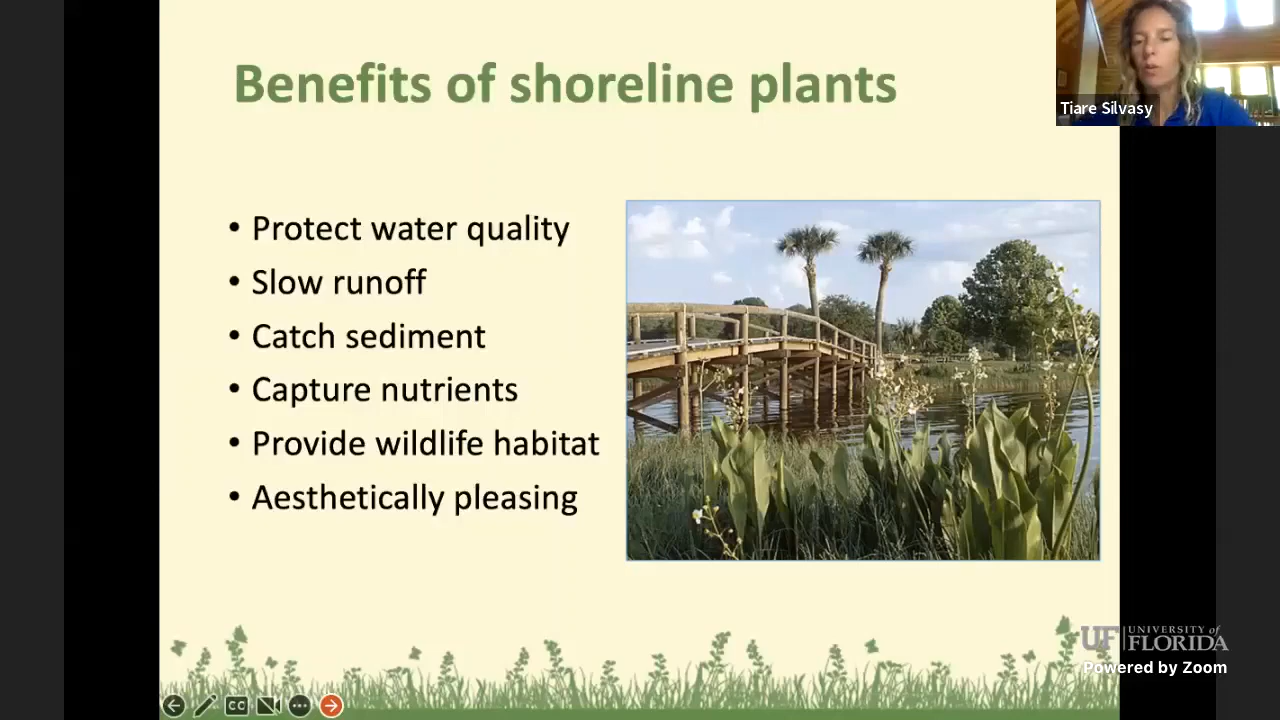 Benefits of shoreline plants
Tiare Silvasy
• Protect water quality
• Slow runoff
• Catch sediment
• Capture nutrients
• Provide wildlife habitat
• Aesthetically pleasing
UF UNIVERSITY of
FLORIDA
Powered by Zoom
CC